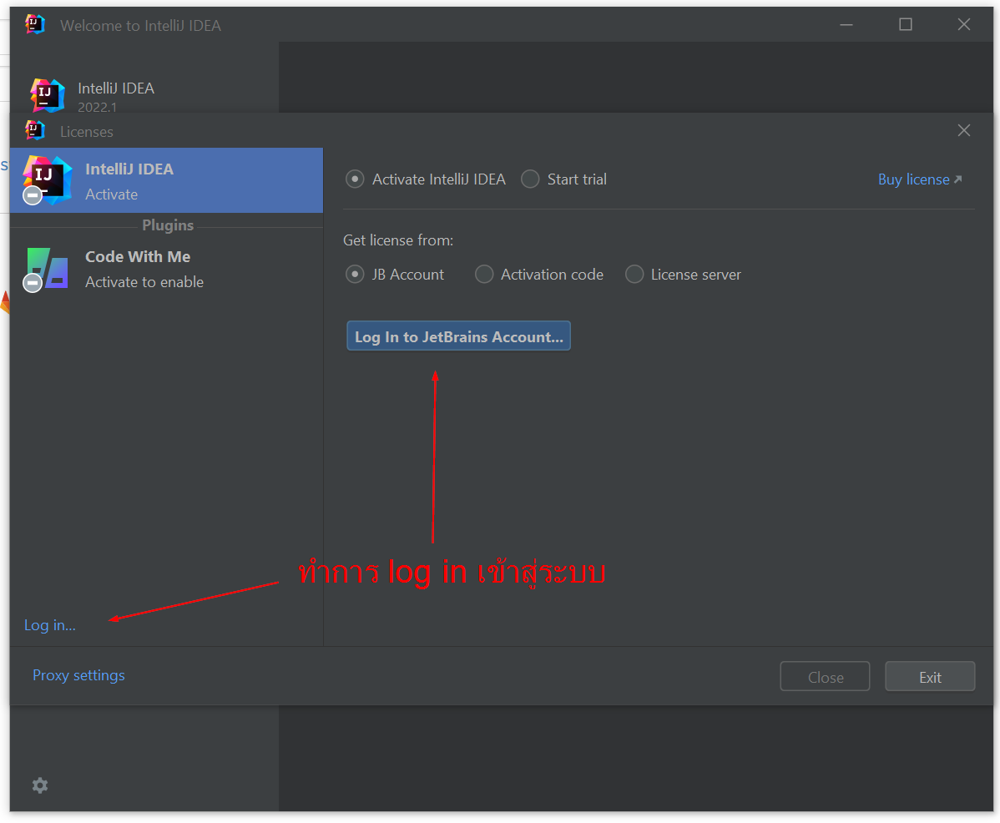 Welcome to IntelliJ IDEA
IntelliJ IDEA
2022.1
Licenses
IntelliJ IDEA
Activate
Plugins
Code With Me
Activate to enable
Activate IntelliJ IDEA Start trial Buy license
Get license from:
JB Account Activation code License server
Log In to JetBrains Account...
ทำการ log in เข้าสู่ระบบ
Log in...
Proxy settings
Close Exit